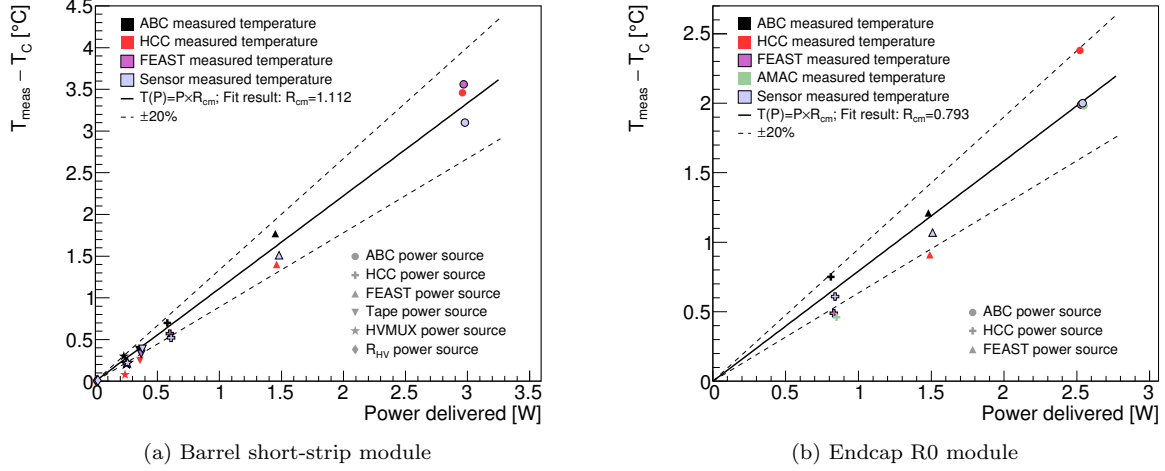 T_meas − T_C [°C]
4.5
4
3.5
3
2.5
2
1.5
1
0.5
0
ABC measured temperature
HCC measured temperature
FEAST measured temperature
Sensor measured temperature
T(P)=P×R_cm; Fit result: R_cm=1.112
±20%
ABC power source
HCC power source
FEAST power source
Tape power source
HVMUX power source
R_HV power source
0 0.5 1 1.5 2 2.5 3 3.5
Power delivered [W]
(a) Barrel short-strip module
T_meas − T_C [°C]
2.5
2
1.5
1
0.5
0
ABC measured temperature
HCC measured temperature
FEAST measured temperature
AMAC measured temperature
Sensor measured temperature
T(P)=P×R_cm; Fit result: R_cm=0.793
±20%
ABC power source
HCC power source
FEAST power source
0 0.5 1 1.5 2 2.5 3
Power delivered [W]
(b) Endcap R0 module